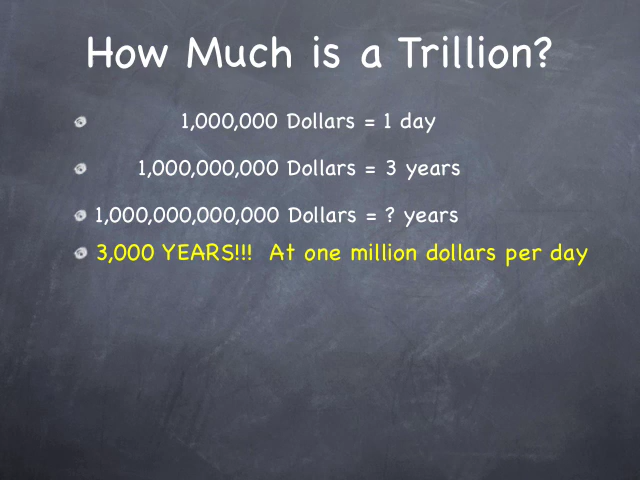 How Much is a Trillion?
1,000,000 Dollars = 1 day
1,000,000,000 Dollars = 3 years
1,000,000,000,000 Dollars = ? years
3,000 YEARS!!! At one million dollars per day